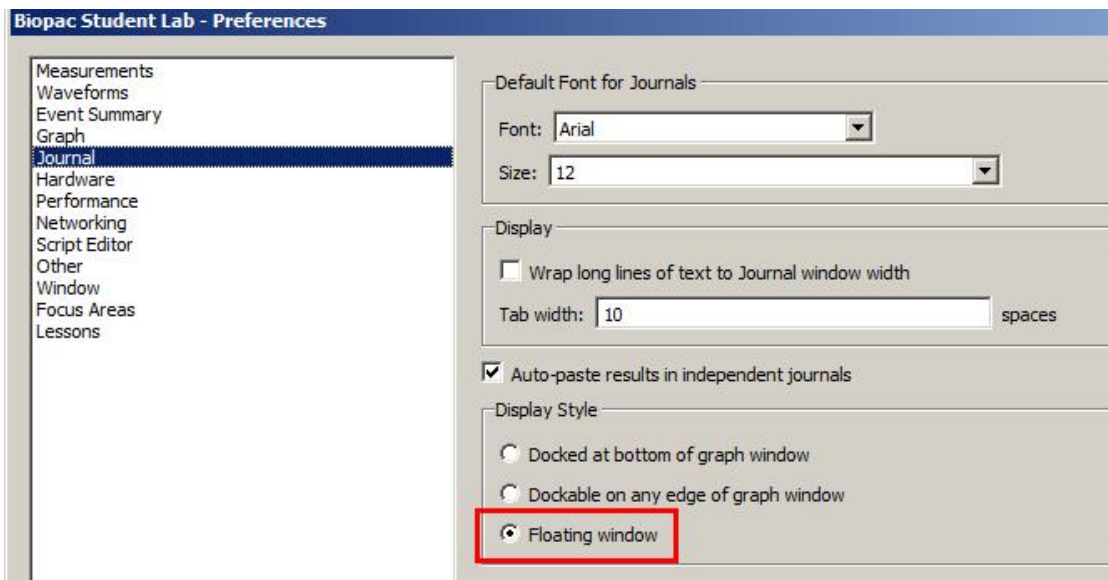 Biopac Student Lab - Preferences
Measurements
Waveforms
Event Summary
Graph
Journal
Hardware
Performance
Networking
Script Editor
Other
Window
Focus Areas
Lessons
Default Font for Journals
Font: Arial
Size: 12
Display
Wrap long lines of text to Journal window width
Tab width: 10 spaces
Auto-paste results in independent journals
Display Style
Docked at bottom of graph window
Dockable on any edge of graph window
Floating window